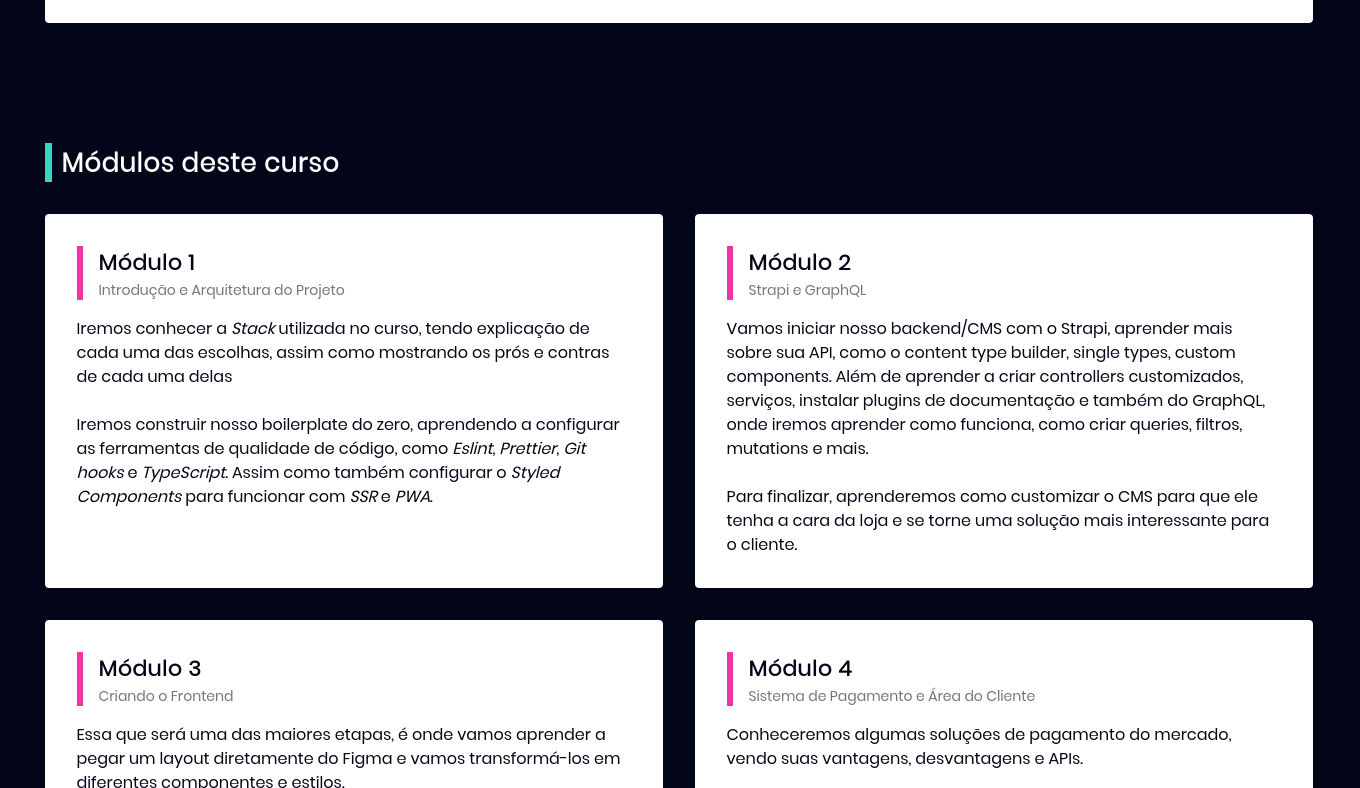 Módulos deste curso
Módulo 1
Introdução e Arquitetura do Projeto
Iremos conhecer a Stack utilizada no curso, tendo explicação de
cada uma das escolhas, assim como mostrando os prós e contras
de cada uma delas
Iremos construir nosso boilerplate do zero, aprendendo a configurar
as ferramentas de qualidade de código, como Eslint, Prettier, Git
hooks e TypeScript. Assim como também configurar o Styled
Components para funcionar com SSR e PWA.
Módulo 2
Strapi e GraphQL
Vamos iniciar nosso backend/CMS com o Strapi, aprender mais
sobre sua API, como o content type builder, single types, custom
components. Além de aprender a criar controllers customizados,
serviços, instalar plugins de documentação e também do GraphQL,
onde iremos aprender como funciona, como criar queries, filtros,
mutations e mais.
Para finalizar, aprenderemos como customizar o CMS para que ele
tenha a cara da loja e se torne uma solução mais interessante para
o cliente.
Módulo 3
Criando o Frontend
Essa que será uma das maiores etapas, é onde vamos aprender a
pegar um layout diretamente do Figma e vamos transformá-los em
diferentes componentes e estilos.
Módulo 4
Sistema de Pagamento e Área do Cliente
Conheceremos algumas soluções de pagamento do mercado,
vendo suas vantagens, desvantagens e APIs.